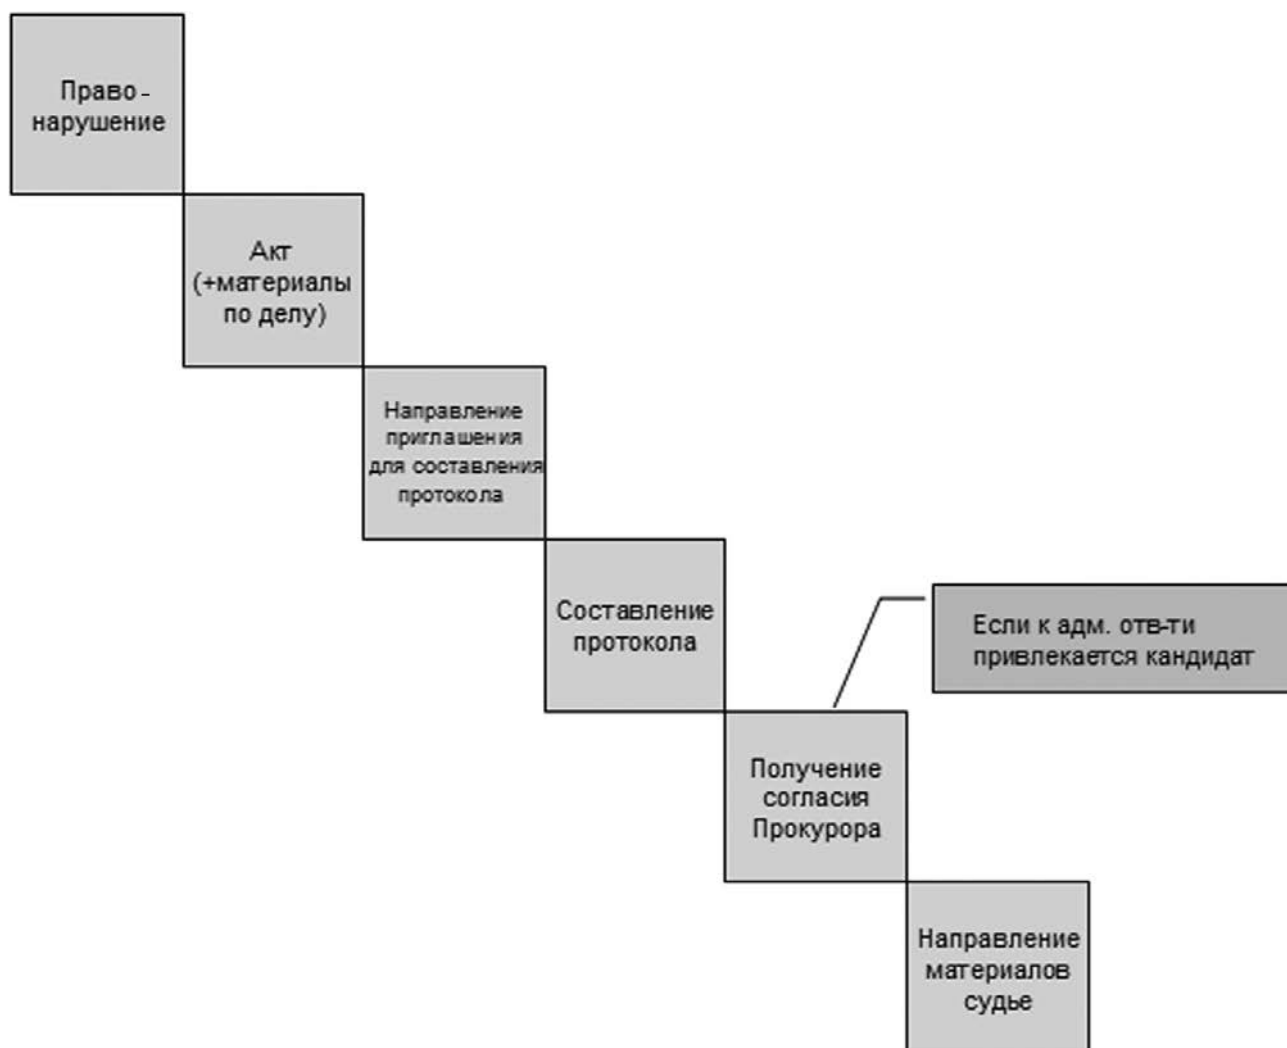 Право -
нарушение
Акт
(+материалы
по делу)
Направление
приглашения
для составления
протокола
Составление
протокола
Если к адм. отв-ти
привлекается кандидат
Получение
согласия
Прокурора
Направление
материалов
судье